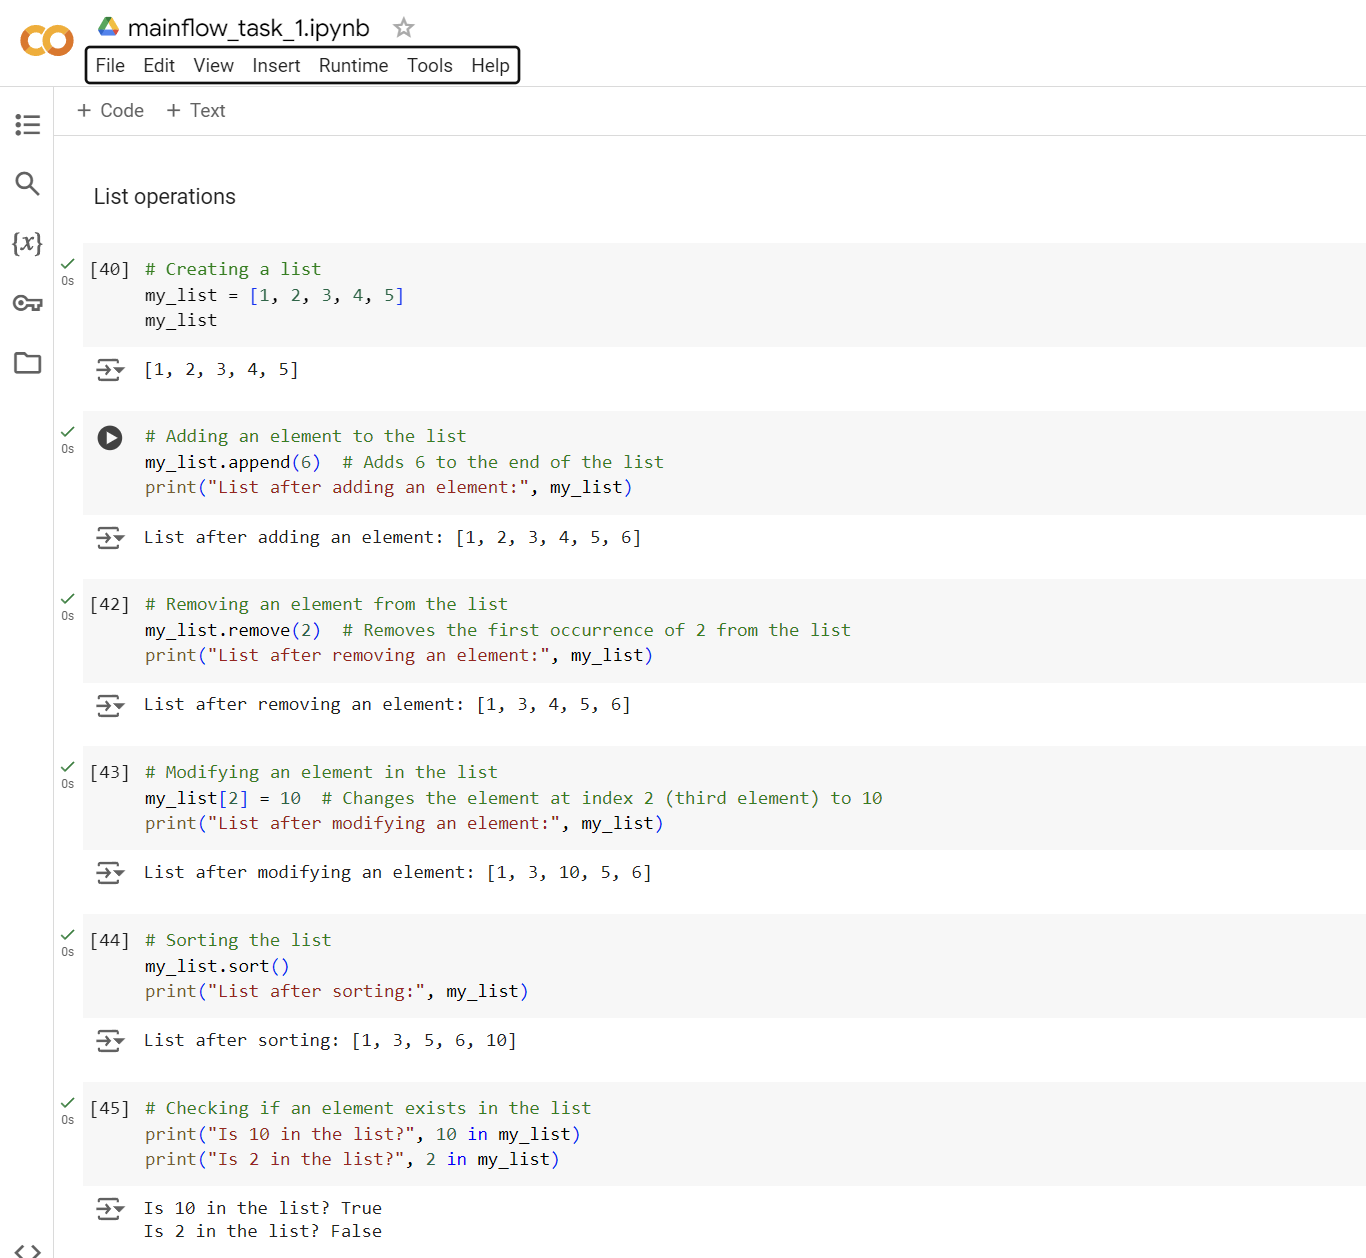 mainflow_task_1.ipynb
File Edit View Insert Runtime Tools Help
+ Code + Text
List operations
0s
[40] # Creating a list
my_list = [1, 2, 3, 4, 5]
my_list
[1, 2, 3, 4, 5]
0s
# Adding an element to the list
my_list.append(6)  # Adds 6 to the end of the list
print("List after adding an element:", my_list)
List after adding an element: [1, 2, 3, 4, 5, 6]
0s
[42] # Removing an element from the list
my_list.remove(2)  # Removes the first occurrence of 2 from the list
print("List after removing an element:", my_list)
List after removing an element: [1, 3, 4, 5, 6]
0s
[43] # Modifying an element in the list
my_list[2] = 10  # Changes the element at index 2 (third element) to 10
print("List after modifying an element:", my_list)
List after modifying an element: [1, 3, 10, 5, 6]
0s
[44] # Sorting the list
my_list.sort()
print("List after sorting:", my_list)
List after sorting: [1, 3, 5, 6, 10]
0s
[45] # Checking if an element exists in the list
print("Is 10 in the list?", 10 in my_list)
print("Is 2 in the list?", 2 in my_list)
Is 10 in the list? True
Is 2 in the list? False